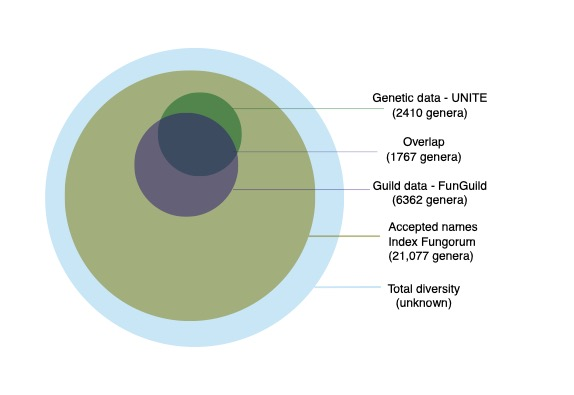 Genetic data - UNITE
(2410 genera)
Overlap
(1767 genera)
Guild data - FunGuild
(6362 genera)
Accepted names
Index Fungorum
(21,077 genera)
Total diversity
(unknown)